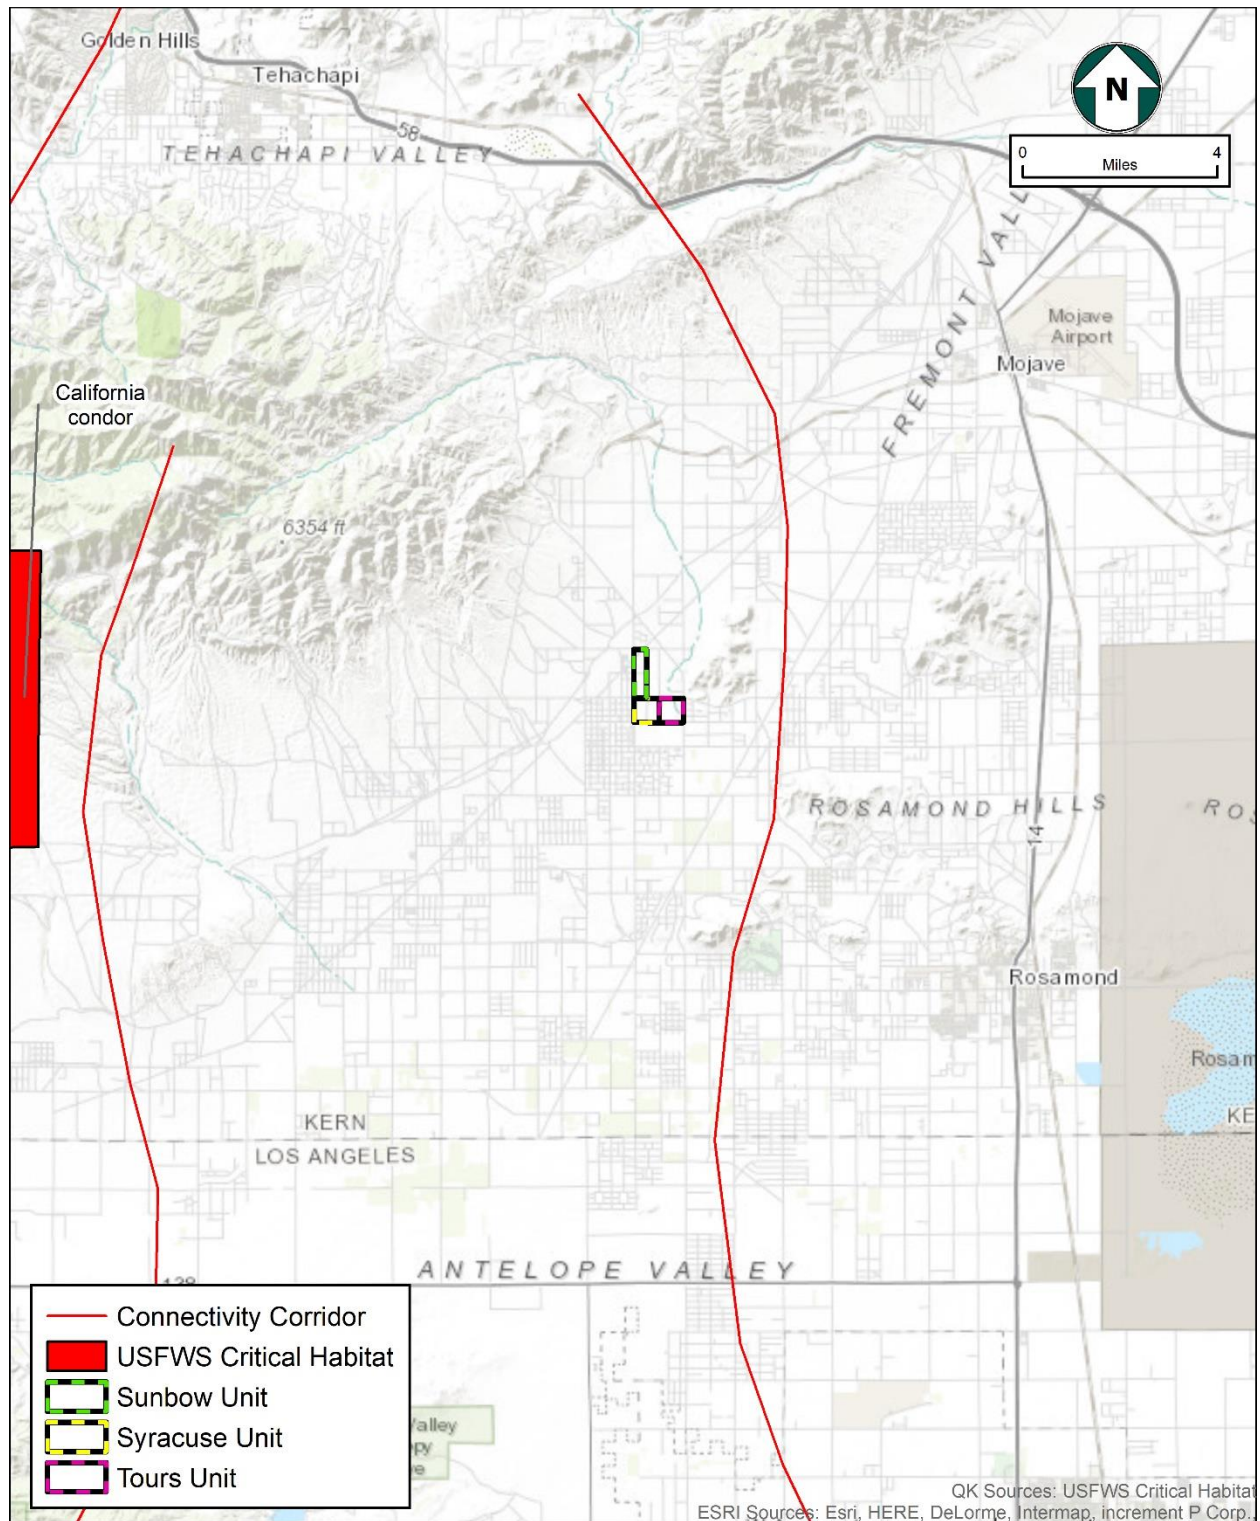 Golden Hills
Tehachapi
58
TEHACHAPI VALLEY
N
0 4
Miles
FREMONT VALL
Mojave
Airport
Mojave
California
condor
6354 ft
ROSAMOND HILLS
ROS
14
Rosamond
Rosam
KERN
KE
LOS ANGELES
ANTELOPE VALLEY
138
Connectivity Corridor
USFWS Critical Habitat
Sunbow Unit
Syracuse Unit
Tours Unit
Valley
QK Sources: USFWS Critical Habitat
ESRI Sources: Esri, HERE, DeLorme, Intermap, increment P Corp.